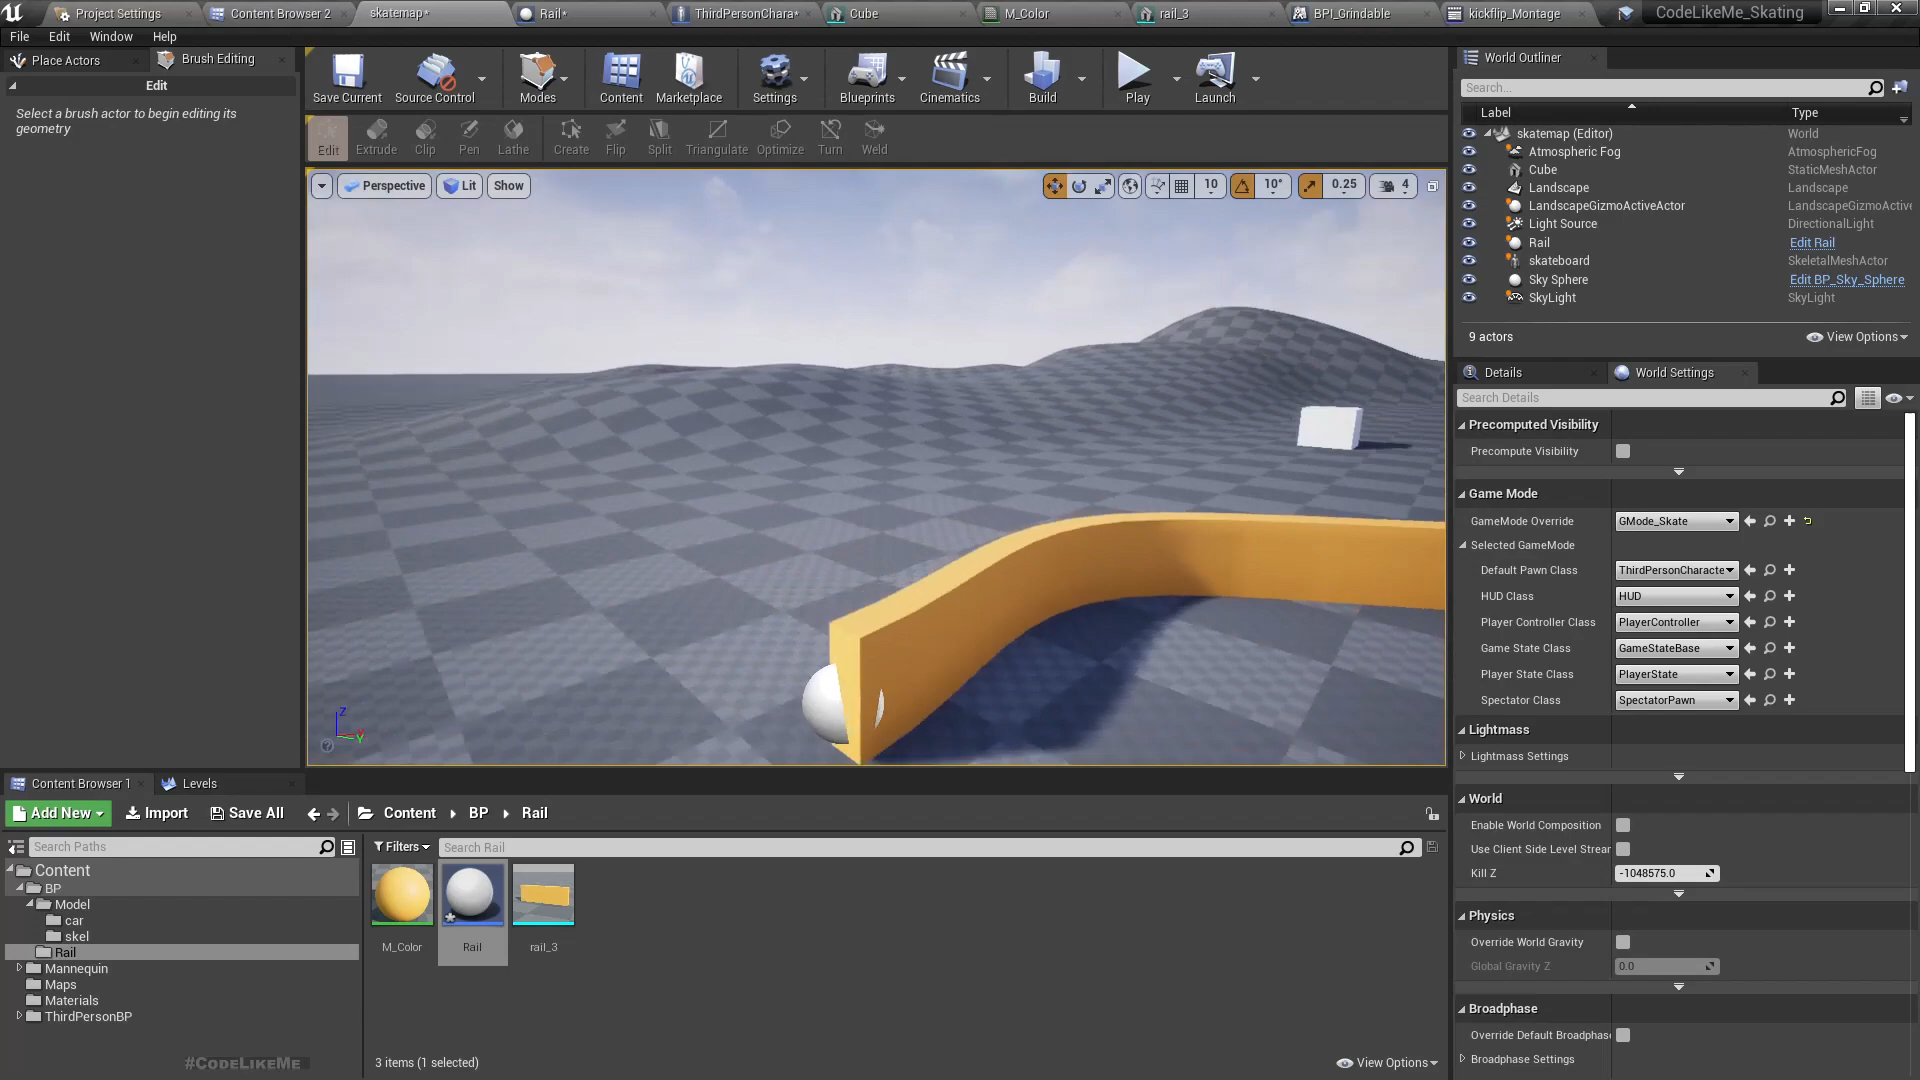 Project Settings
Content Browser 2
skatemap*
Rail*
ThirdPersonChara*
Cube
M_Color
rail_3
BPI_Grindable
kickflip_Montage
CodeLikeMe_Skating
File
Edit
Window
Help
Place Actors
Brush Editing
Edit
Select a brush actor to begin editing its
geometry
Save Current
Source Control
Modes
Content
Marketplace
Settings
Blueprints
Cinematics
Build
Play
Launch
Edit
Extrude
Clip
Pen
Lathe
Create
Flip
Split
Triangulate
Optimize
Turn
Weld
Perspective
Lit
Show
10
10°
0.25
4
Z
Y
World Outliner
Search...
Label
Type
skatemap (Editor)
World
Atmospheric Fog
AtmosphericFog
Cube
StaticMeshActor
Landscape
Landscape
LandscapeGizmoActiveActor
LandscapeGizmoActive
Light Source
DirectionalLight
Rail
Edit Rail
skateboard
SkeletalMeshActor
Sky Sphere
Edit BP_Sky_Sphere
SkyLight
SkyLight
9 actors
View Options
Details
World Settings
Search Details
Precomputed Visibility
Precompute Visibility
Game Mode
GameMode Override
GMode_Skate
Selected GameMode
Default Pawn Class
ThirdPersonCharacte
HUD Class
HUD
Player Controller Class
PlayerController
Game State Class
GameStateBase
Player State Class
PlayerState
Spectator Class
SpectatorPawn
Lightmass
Lightmass Settings
World
Enable World Composition
Use Client Side Level Strear
Kill Z
-1048575.0
Physics
Override World Gravity
Global Gravity Z
0.0
Broadphase
Override Default Broadphase
Broadphase Settings
Content Browser 1
Levels
Add New
Import
Save All
Content
BP
Rail
Search Paths
Filters
Search Rail
Content
BP
Model
car
skel
Rail
Mannequin
Maps
Materials
ThirdPersonBP
M_Color
Rail
rail_3
#CodeLikeMe
3 items (1 selected)
View Options